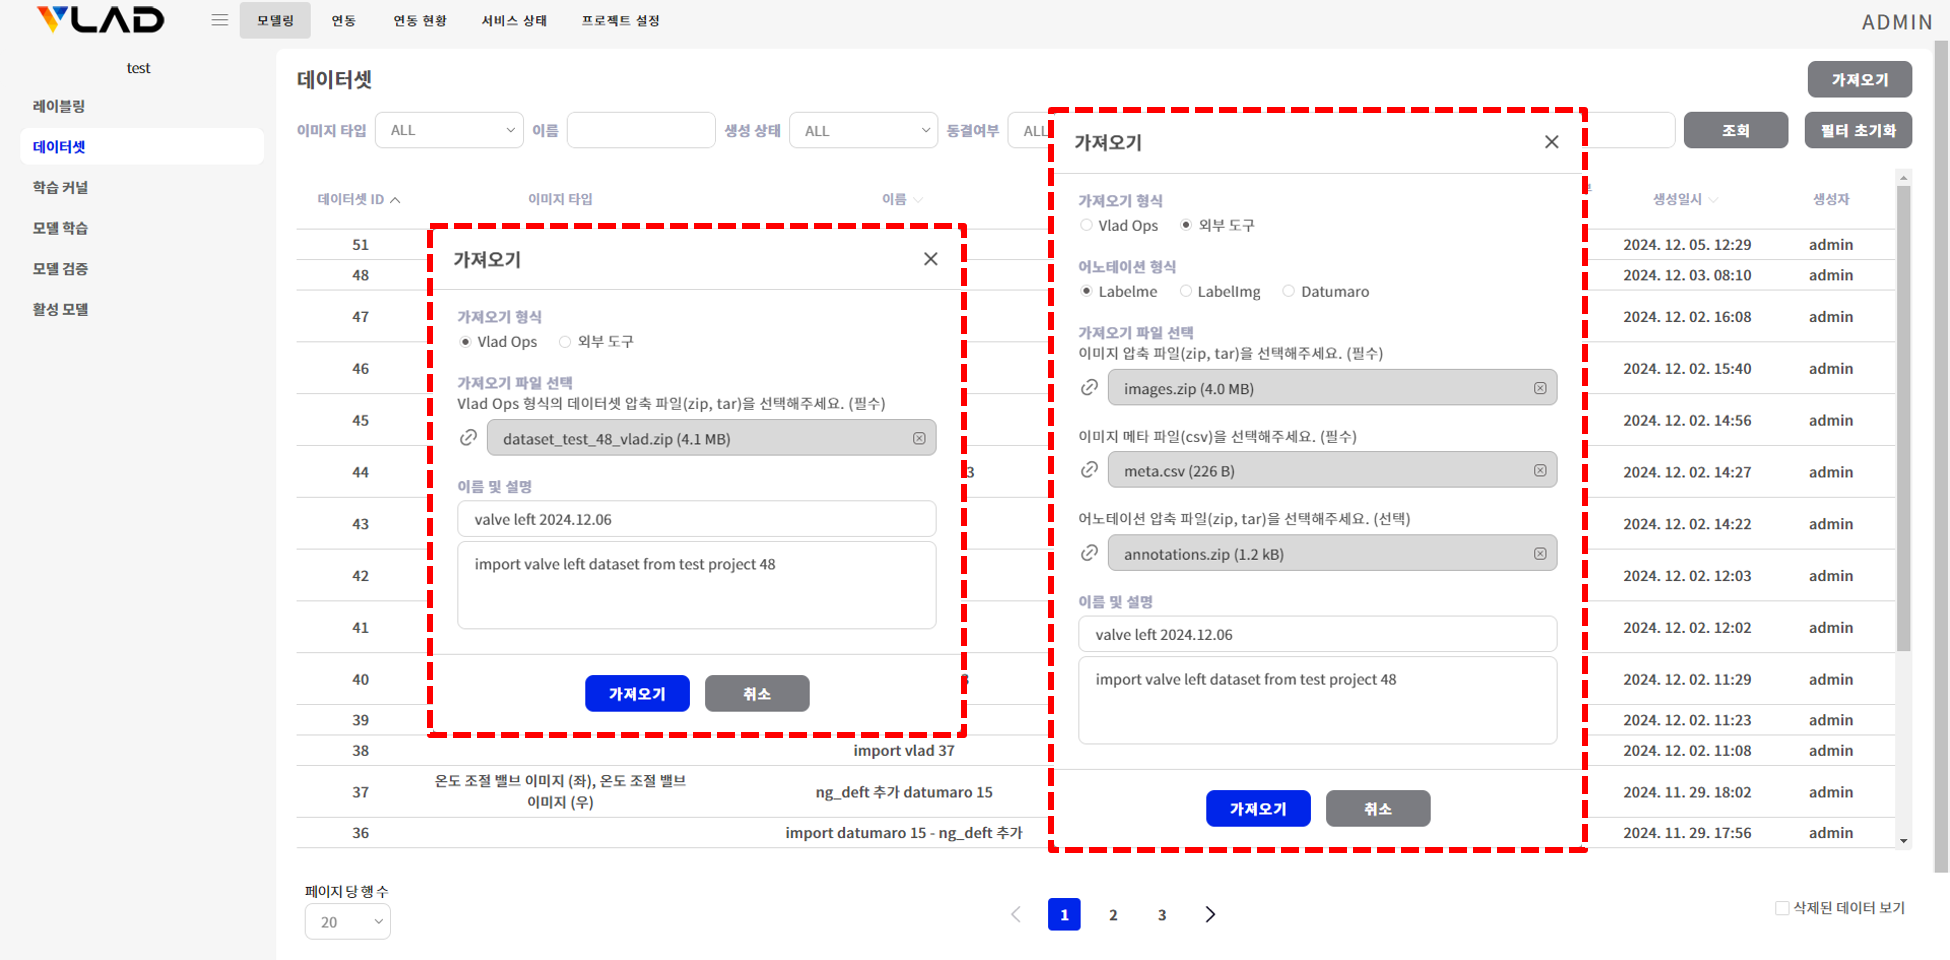 VLAD
모델링
연동
연동 현황
서비스 상태
프로젝트 설정
ADMIN
test
레이블링
데이터셋
학습 커널
모델 학습
모델 검증
활성 모델
데이터셋
가져오기
이미지 타입 ALL 이름 생성 상태 ALL 동결여부 ALL 조회 필터 초기화
데이터셋 ID 이미지 타입 이름 생성일시 생성자
51 2024. 12. 05. 12:29 admin
48 2024. 12. 03. 08:10 admin
47 2024. 12. 02. 16:08 admin
46 2024. 12. 02. 15:40 admin
45 2024. 12. 02. 14:56 admin
44 3 2024. 12. 02. 14:27 admin
43 2024. 12. 02. 14:22 admin
42 2024. 12. 02. 12:03 admin
41 2024. 12. 02. 12:02 admin
40 2024. 12. 02. 11:29 admin
39 2024. 12. 02. 11:23 admin
38 import vlad 37 2024. 12. 02. 11:08 admin
37 온도 조절 밸브 이미지 (좌), 온도 조절 밸브
이미지 (우) ng_deft 추가 datumaro 15 2024. 11. 29. 18:02 admin
36 import datumaro 15 - ng_deft 추가 2024. 11. 29. 17:56 admin
가져오기
가져오기 형식
Vlad Ops 외부 도구
가져오기 파일 선택
Vlad Ops 형식의 데이터셋 압축 파일(zip, tar)을 선택해주세요. (필수)
dataset_test_48_vlad.zip (4.1 MB)
이름 및 설명
valve left 2024.12.06
import valve left dataset from test project 48
가져오기 취소
가져오기
가져오기 형식
Vlad Ops 외부 도구
어노테이션 형식
Labelme LabelImg Datumaro
가져오기 파일 선택
이미지 압축 파일(zip, tar)을 선택해주세요. (필수)
images.zip (4.0 MB)
이미지 메타 파일(csv)을 선택해주세요. (필수)
meta.csv (226 B)
어노테이션 압축 파일(zip, tar)을 선택해주세요. (선택)
annotations.zip (1.2 kB)
이름 및 설명
valve left 2024.12.06
import valve left dataset from test project 48
가져오기 취소
페이지 당 행 수
20
1 2 3
삭제된 데이터 보기